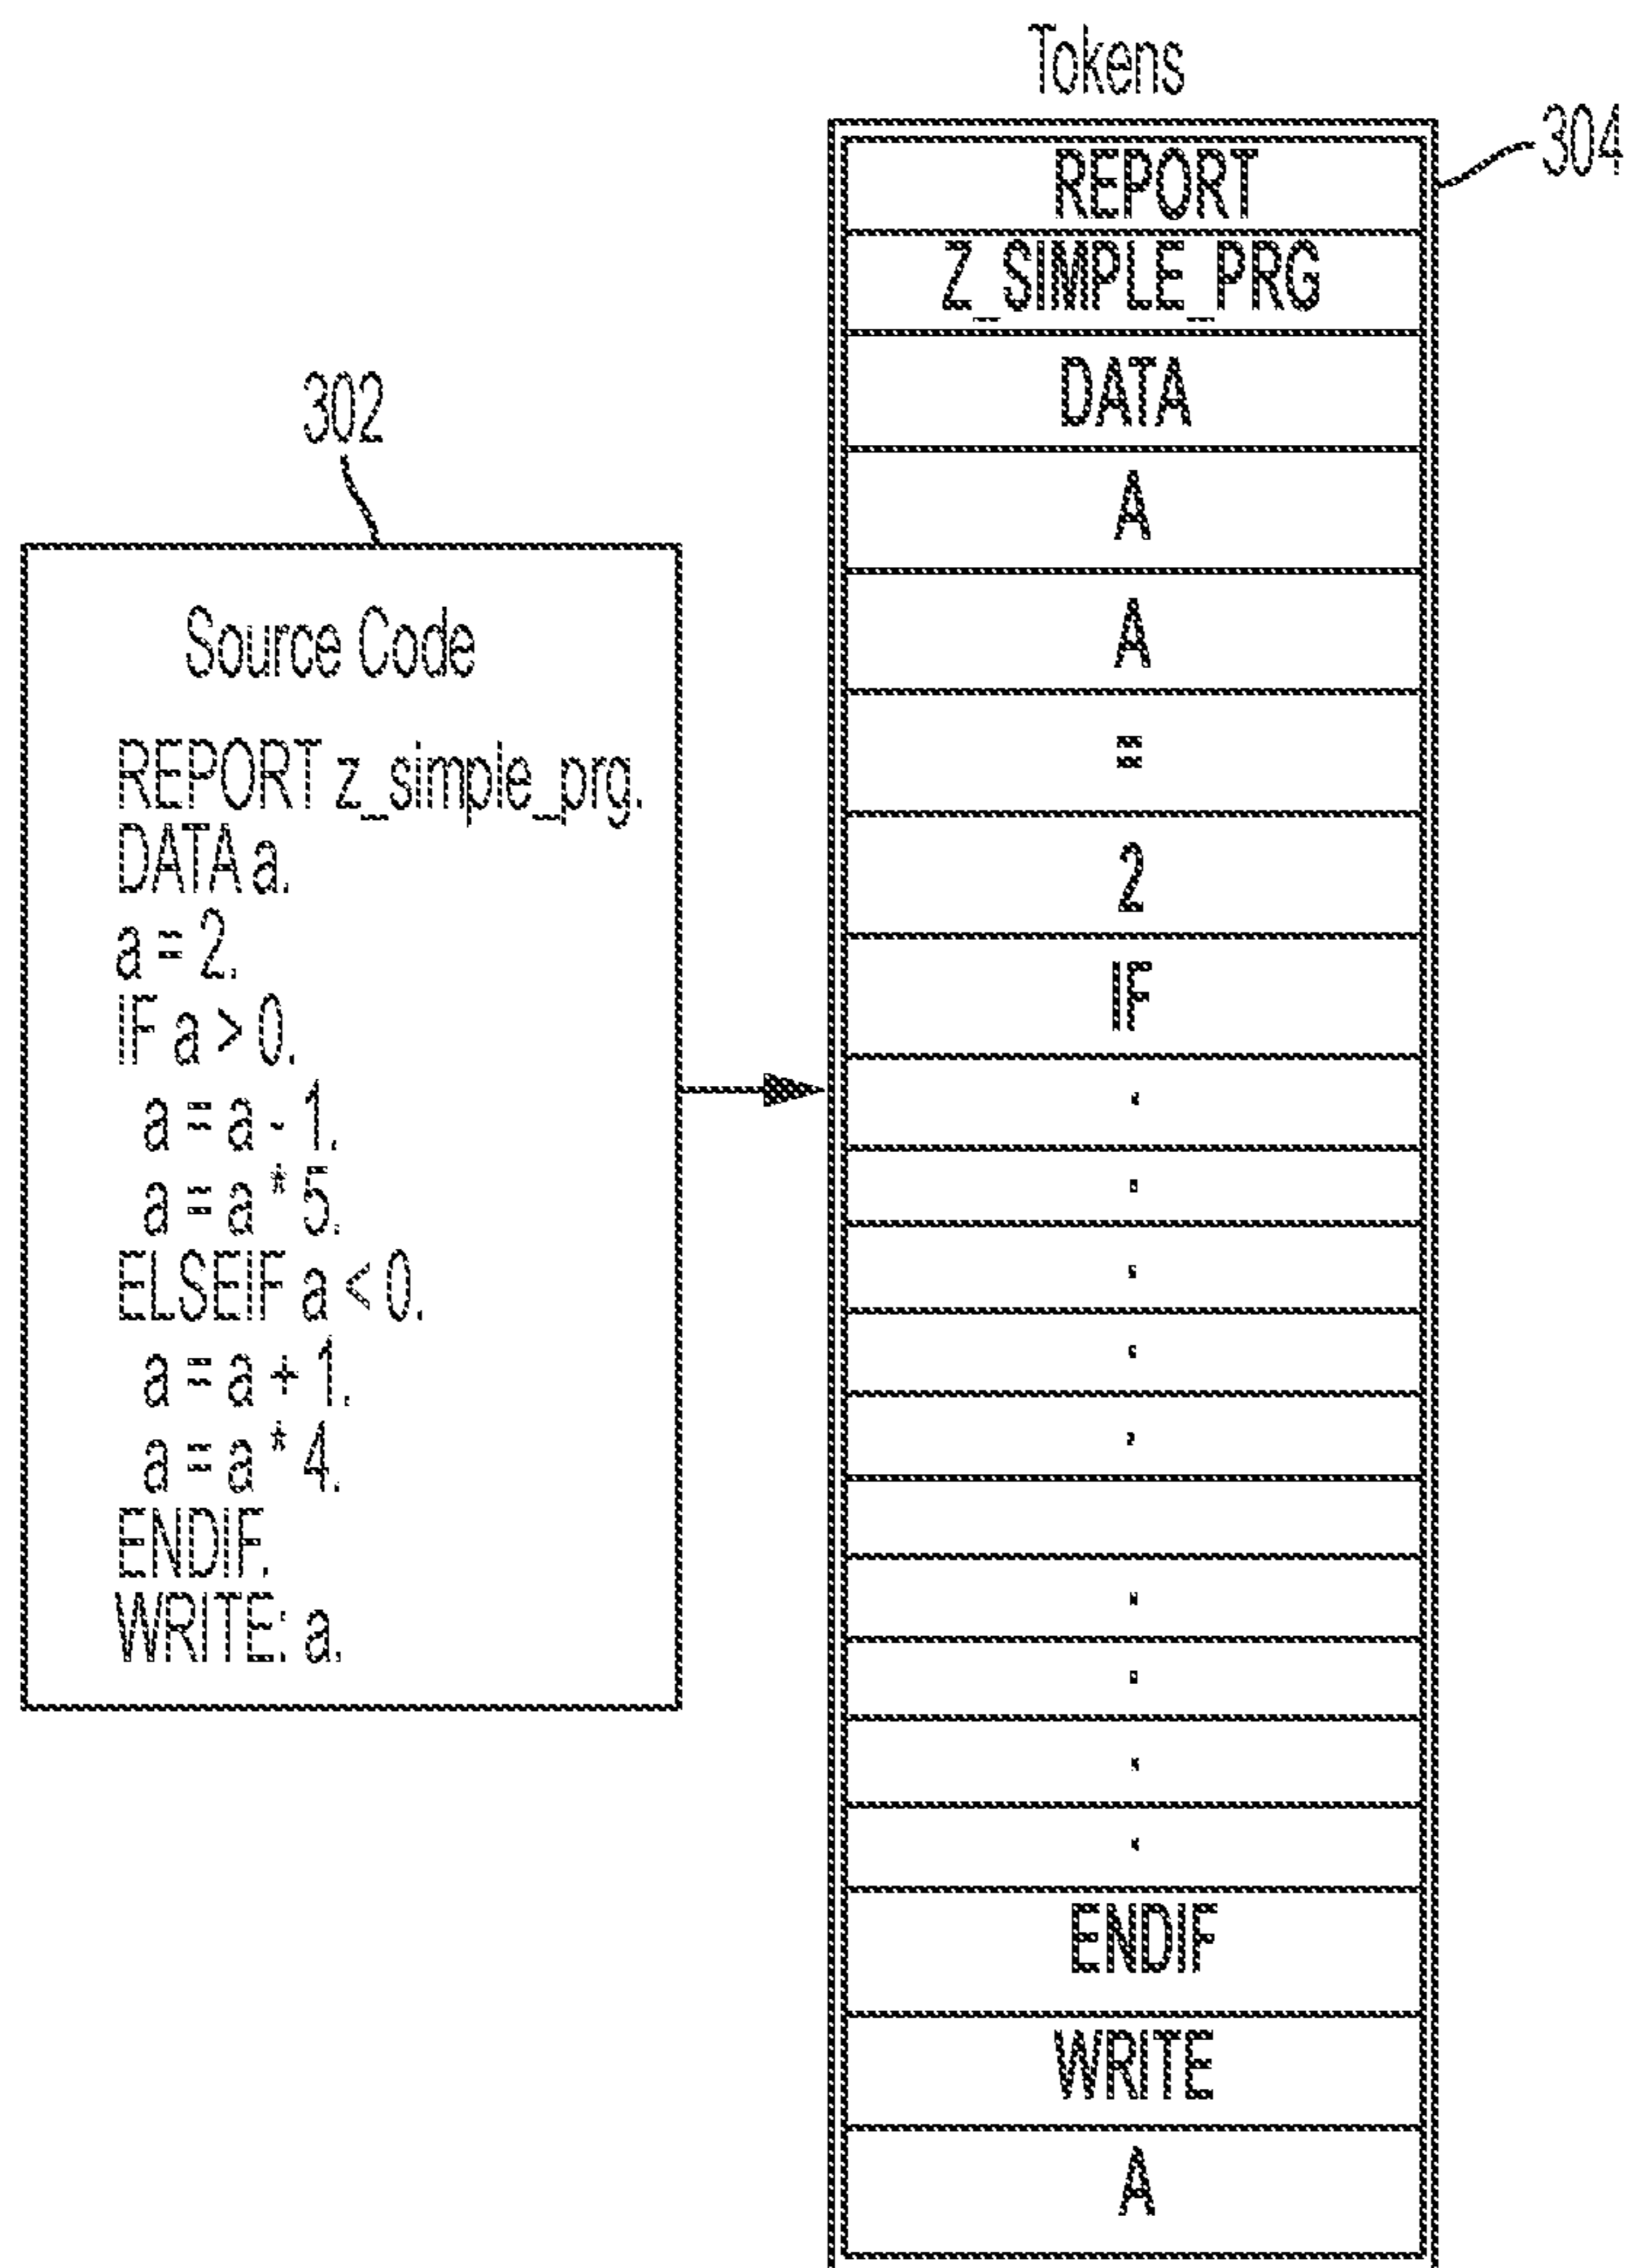 302
Source Code
REPORT z_simple_prg.
DATA a.
a = 2.
IF a > 0.
a = a - 1.
a = a * 5.
ELSEIF a < 0.
a = a + 1.
a = a * 4.
ENDIF.
WRITE: a.
Tokens
304
REPORT
Z_SIMPLE_PRG
DATA
A
A
=
2
IF
.
.
.
.
.
.
.
.
.
ENDIF
WRITE
A